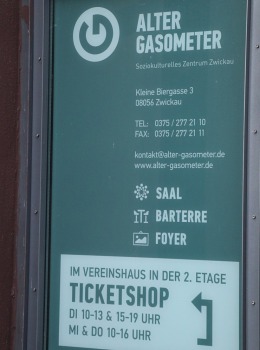 ALTER
GASOMETER
Soziokulturelles Zentrum Zwickau
Kleine Biergasse 3
08056 Zwickau
TEL: 0375 / 277 21 10
FAX: 0375 / 277 21 11
kontakt@alter-gasometer.de
www.alter-gasometer.de
SAAL
BARTERRE
FOYER
IM VEREINSHAUS IN DER 2. ETAGE
TICKETSHOP
DI 10-13 & 15-19 UHR
MI & DO 10-16 UHR